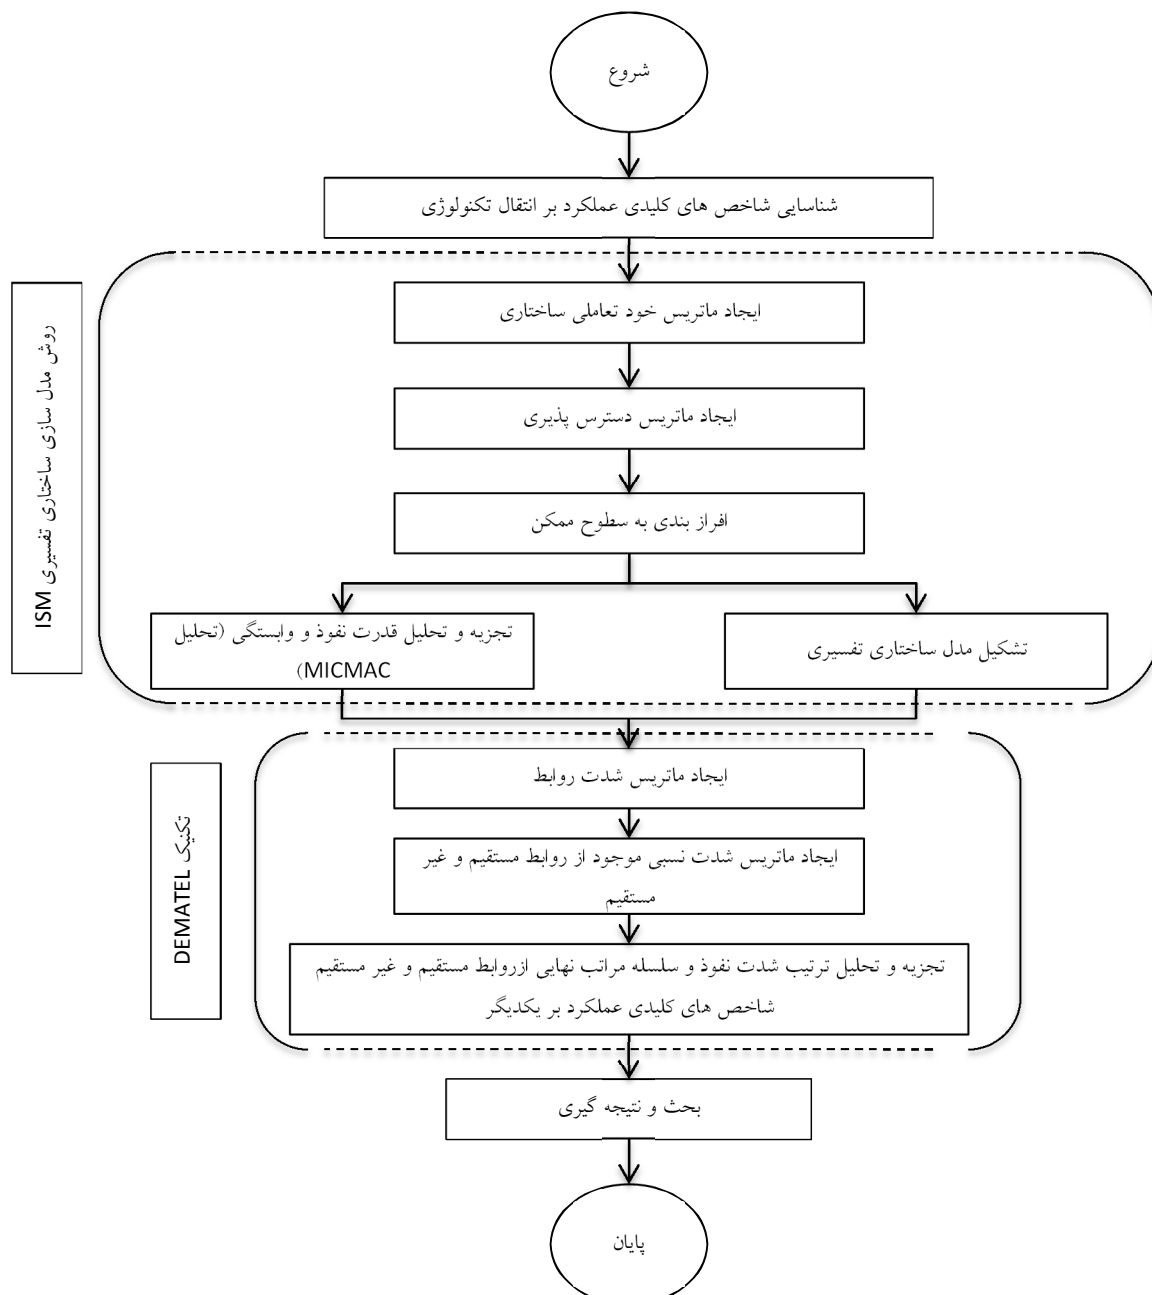 شروع
شناسایی شاخص های کلیدی عملکرد بر انتقال تکنولوژی
روش مدل سازی ساختاری تفسیری ISM
ایجاد ماتریس خود تعاملی ساختاری
ایجاد ماتریس دسترس پذیری
افراز بندی به سطوح ممکن
تشکیل مدل ساختاری تفسیری
تجزیه و تحلیل قدرت نفوذ و وابستگی (تحلیل
MICMAC)
تکنیک DEMATEL
ایجاد ماتریس شدت روابط
ایجاد ماتریس شدت نسبی موجود از روابط مستقیم و غیر
مستقیم
تجزیه و تحلیل ترتیب شدت نفوذ و سلسله مراتب نهایی ازروابط مستقیم و غیر مستقیم
شاخص های کلیدی عملکرد بر یکدیگر
بحث و نتیجه گیری
پایان